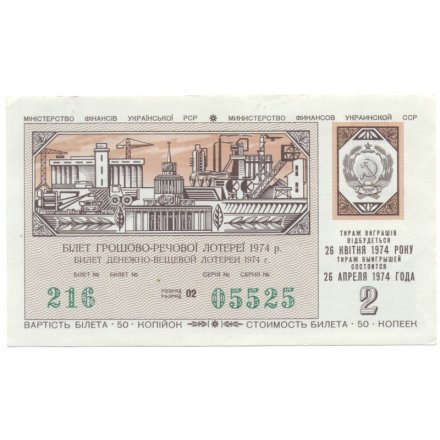 МІНІСТЕРСТВО ФІНАНСІВ УКРАЇНСЬКОЇ РСР • МИНИСТЕРСТВО ФИНАНСОВ УКРАИНСКОЙ ССР
БІЛЕТ ГРОШОВО-РЕЧОВОЇ ЛОТЕРЕЇ 1974 р.
БИЛЕТ ДЕНЕЖНО-ВЕЩЕВОЙ ЛОТЕРЕИ 1974 г.
БІЛЕТ № БИЛЕТ № СЕРІЯ № СЕРИЯ №
216 РОЗРЯД РАЗРЯД 02 05525
ТИРАЖ ВИГРАШІВ
ВІДБУДЕТЬСЯ
26 КВІТНЯ 1974 РОКУ
ТИРАЖ ВЫИГРЫШЕЙ
СОСТОИТСЯ
26 АПРЕЛЯ 1974 ГОДА
2
ВАРТІСТЬ БІЛЕТА • 50 • КОПІЙОК СТОИМОСТЬ БИЛЕТА • 50 • КОПЕЕК